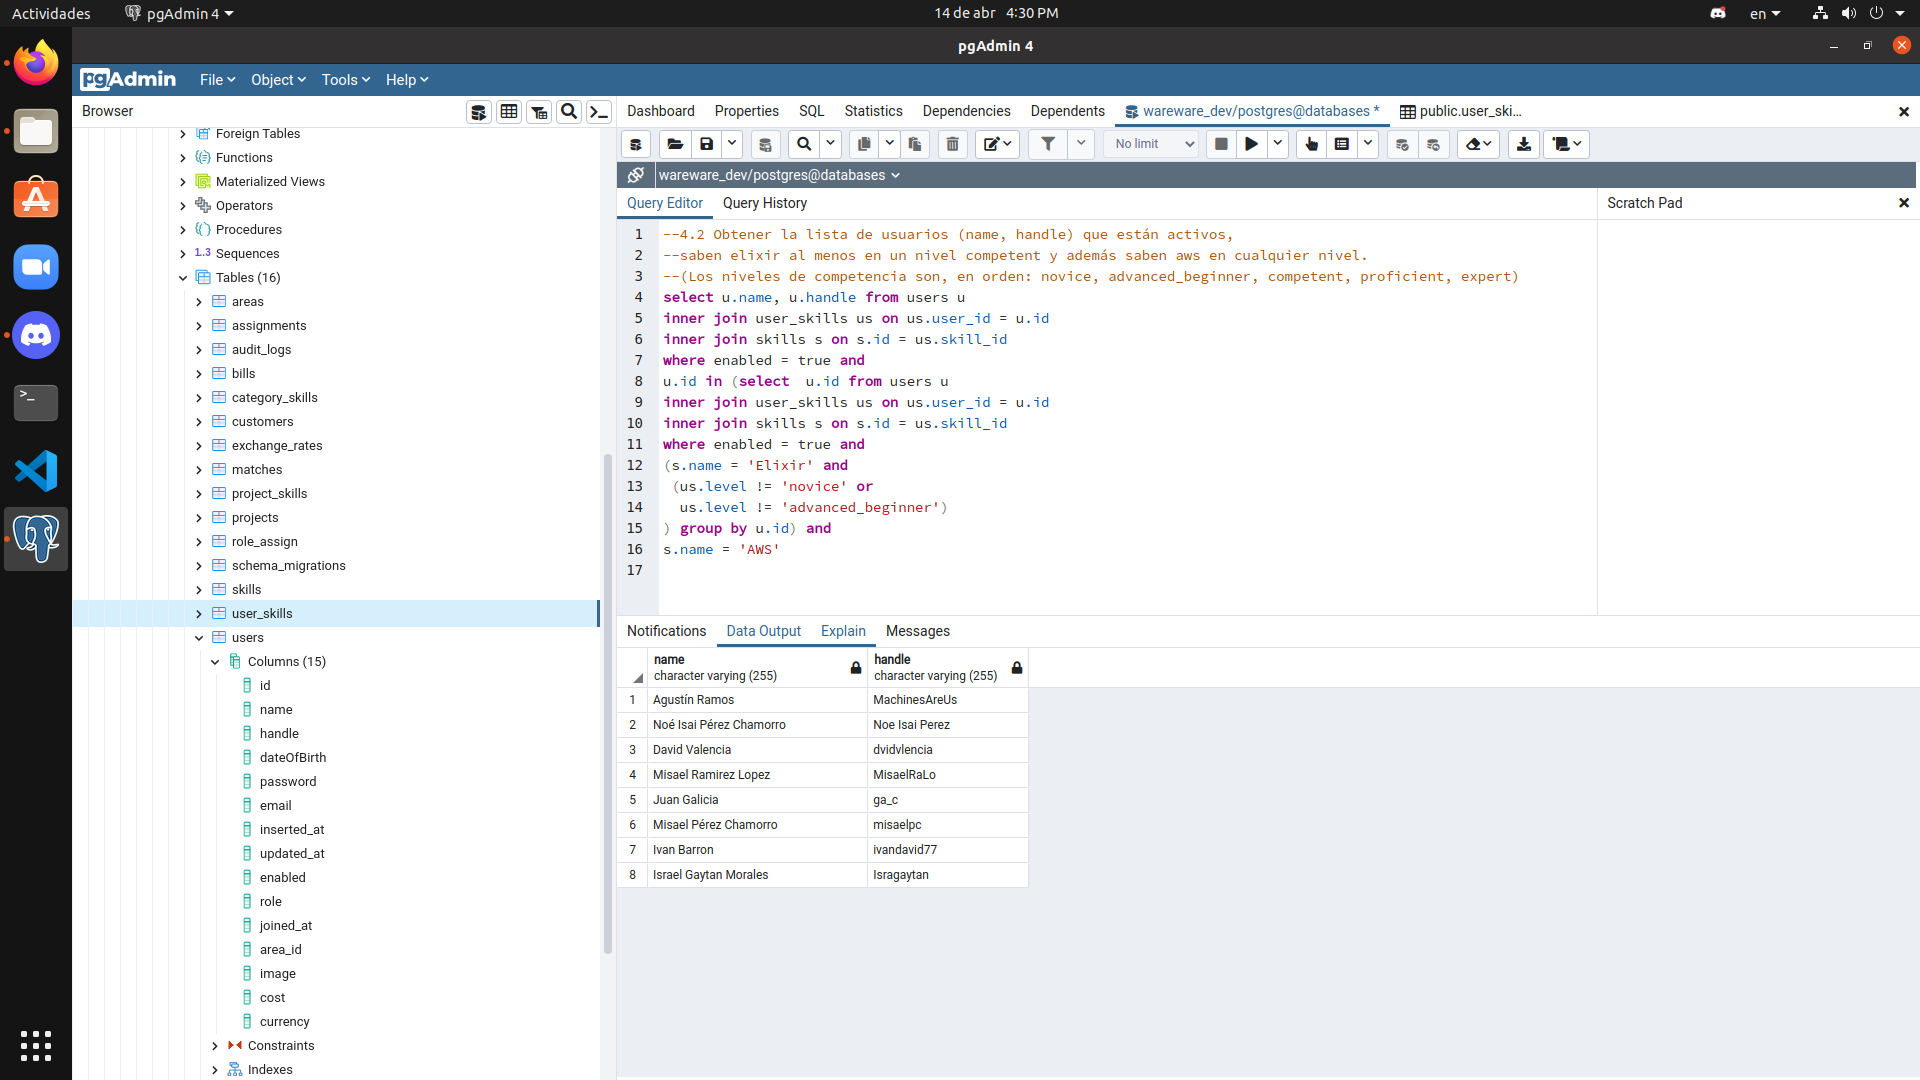 Actividades
pgAdmin 4
14 de abr 4:30 PM
en
pgAdmin 4
pgAdmin
File
Object
Tools
Help
Browser
Foreign Tables
Functions
Materialized Views
Operators
Procedures
1..3 Sequences
Tables (16)
areas
assignments
audit_logs
bills
category_skills
customers
exchange_rates
matches
project_skills
projects
role_assign
schema_migrations
skills
user_skills
users
Columns (15)
id
name
handle
dateOfBirth
password
email
inserted_at
updated_at
enabled
role
joined_at
area_id
image
cost
currency
Constraints
Indexes
Dashboard Properties SQL Statistics Dependencies Dependents wareware_dev/postgres@databases * public.user_ski...
No limit
wareware_dev/postgres@databases
Query Editor Query History
Scratch Pad
1 --4.2 Obtener la lista de usuarios (name, handle) que están activos,
2 --saben elixir al menos en un nivel competent y además saben aws en cualquier nivel.
3 --(Los niveles de competencia son, en orden: novice, advanced_beginner, competent, proficient, expert)
4 select u.name, u.handle from users u
5 inner join user_skills us on us.user_id = u.id
6 inner join skills s on s.id = us.skill_id
7 where enabled = true and
8 u.id in (select  u.id from users u
9 inner join user_skills us on us.user_id = u.id
10 inner join skills s on s.id = us.skill_id
11 where enabled = true and
12 (s.name = 'Elixir' and
13 (us.level != 'novice' or
14 us.level != 'advanced_beginner')
15 ) group by u.id) and
16 s.name = 'AWS'
17
Notifications Data Output Explain Messages
name handle
character varying (255) character varying (255)
1 Agustín Ramos MachinesAreUs
2 Noé Isai Pérez Chamorro Noe Isai Perez
3 David Valencia dvidvlencia
4 Misael Ramirez Lopez MisaelRaLo
5 Juan Galicia ga_c
6 Misael Pérez Chamorro misaelpc
7 Ivan Barron ivandavid77
8 Israel Gaytan Morales Isragaytan